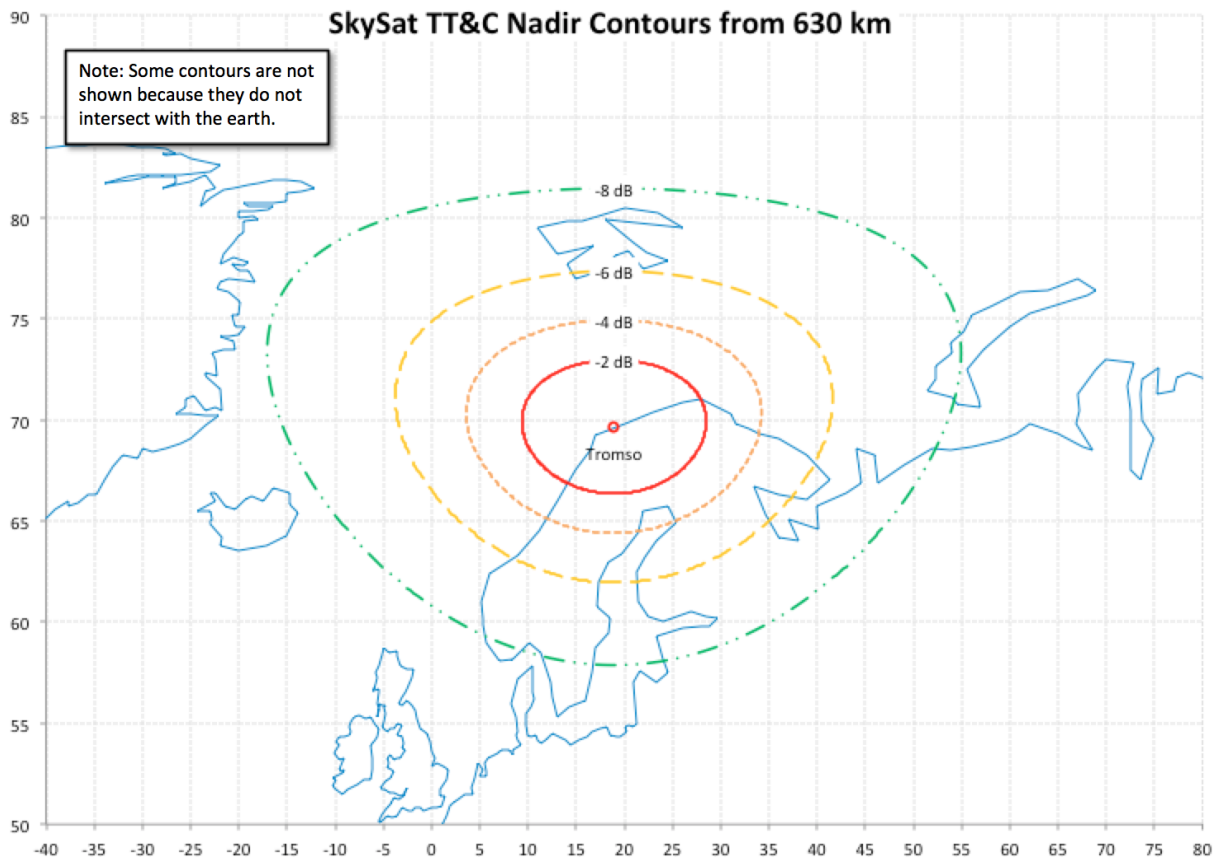 SkySat TT&C Nadir Contours from 630 km
Note: Some contours are not
shown because they do not
intersect with the earth.
90
85
80
75
70
65
60
55
50
-8 dB
-6 dB
-4 dB
-2 dB
Tromso
-40 -35 -30 -25 -20 -15 -10 -5 0 5 10 15 20 25 30 35 40 45 50 55 60 65 70 75 80